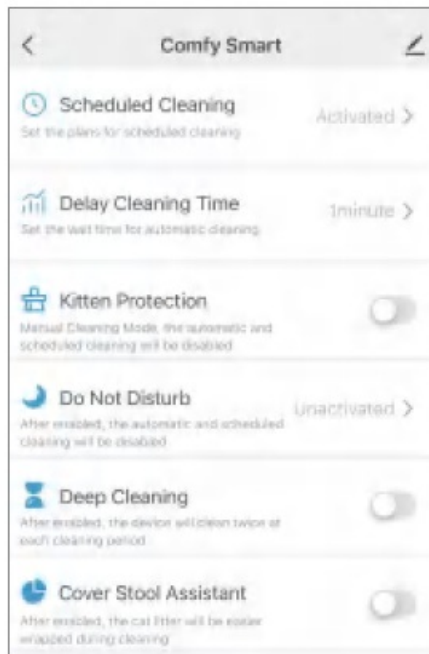 Comfy Smart
Scheduled Cleaning
Activated >
Set the plans for scheduled cleaning
Delay Cleaning Time
1minute >
Set the wait time for automatic cleaning
Kitten Protection
Manual Cleaning Mode, the automatic and
scheduled cleaning will be disabled
Do Not Disturb
Unactivated >
After enabled, the automatic and scheduled
cleaning will be disabled
Deep Cleaning
After enabled, the device will clean twice at
each cleaning period
Cover Stool Assistant
After enabled, the cat litter will be easier
wrapped during cleaning